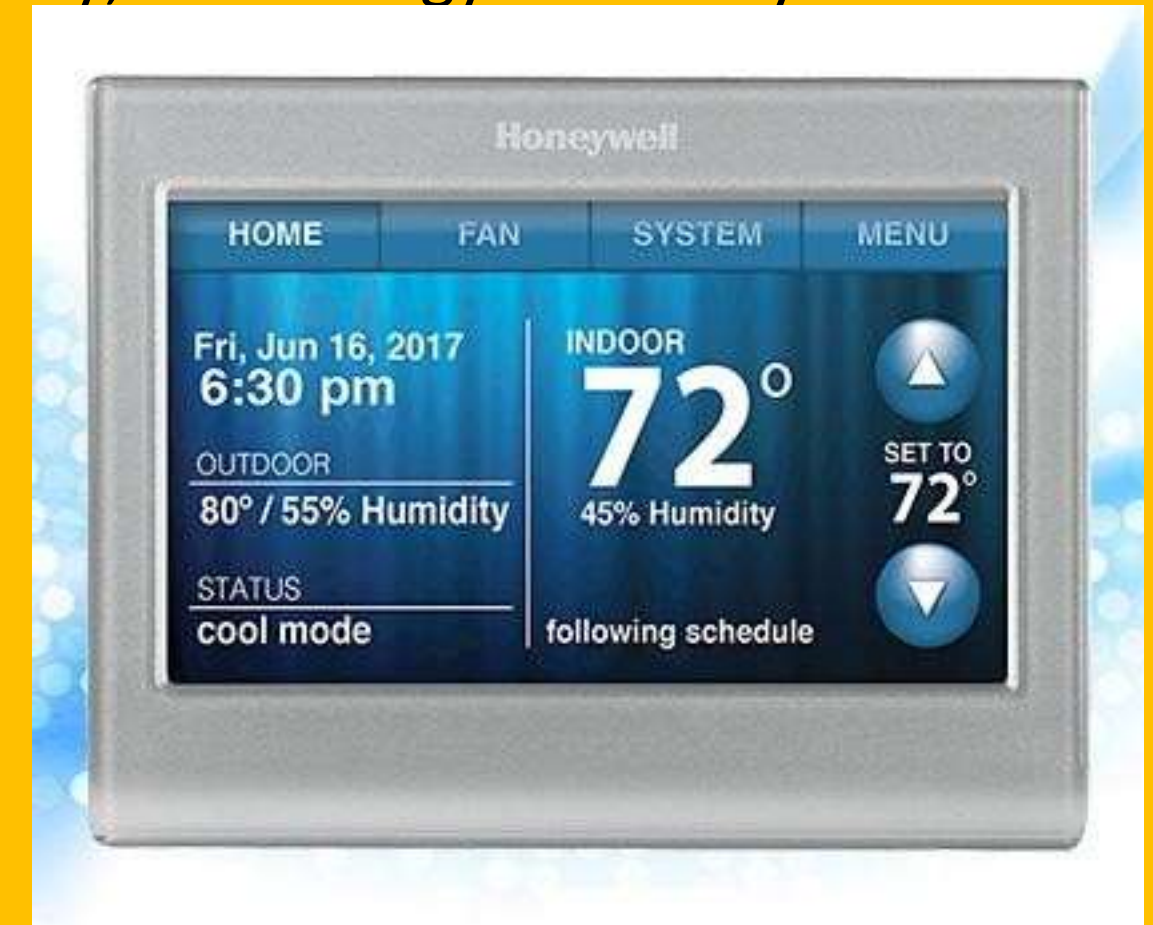 Honeywell
HOME FAN SYSTEM MENU
Fri, Jun 16, 2017
6:30 pm
OUTDOOR
80° / 55% Humidity
STATUS
cool mode
INDOOR
72°
45% Humidity
following schedule
SET TO
72°